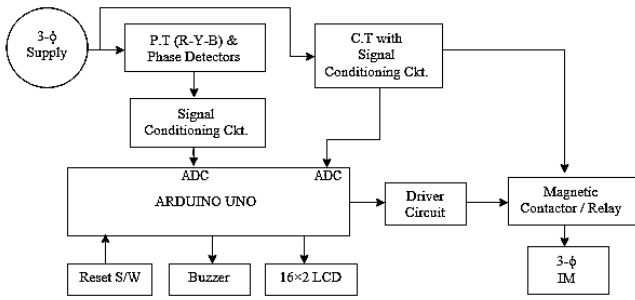 3-ϕ
Supply
P.T (R-Y-B) &
Phase Detectors
C.T with
Signal
Conditioning Ckt.
Signal
Conditioning Ckt.
ADC
ADC
ARDUINO UNO
Driver
Circuit
Magnetic
Contactor / Relay
Reset S/W
Buzzer
16×2 LCD
3-ϕ
IM